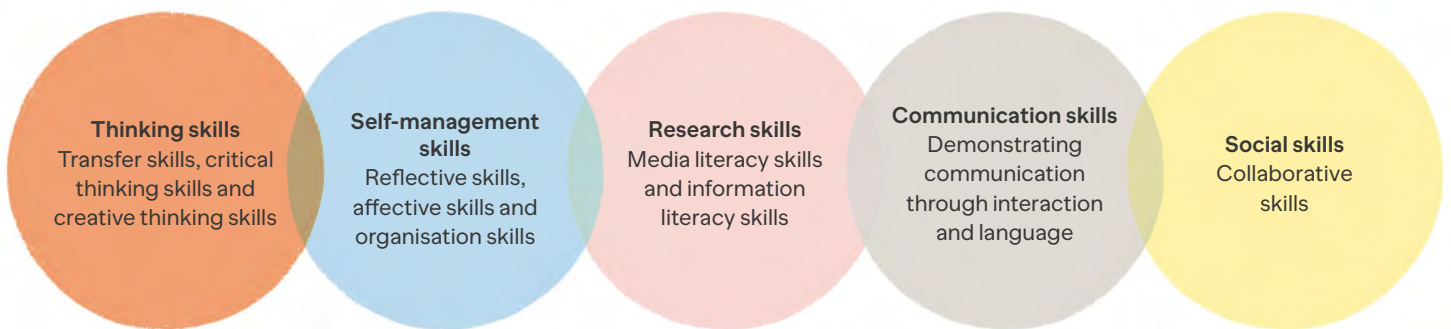 Thinking skills
Transfer skills, critical
thinking skills and
creative thinking skills
Self-management
skills
Reflective skills,
affective skills and
organisation skills
Research skills
Media literacy skills
and information
literacy skills
Communication skills
Demonstrating
communication
through interaction
and language
Social skills
Collaborative
skills